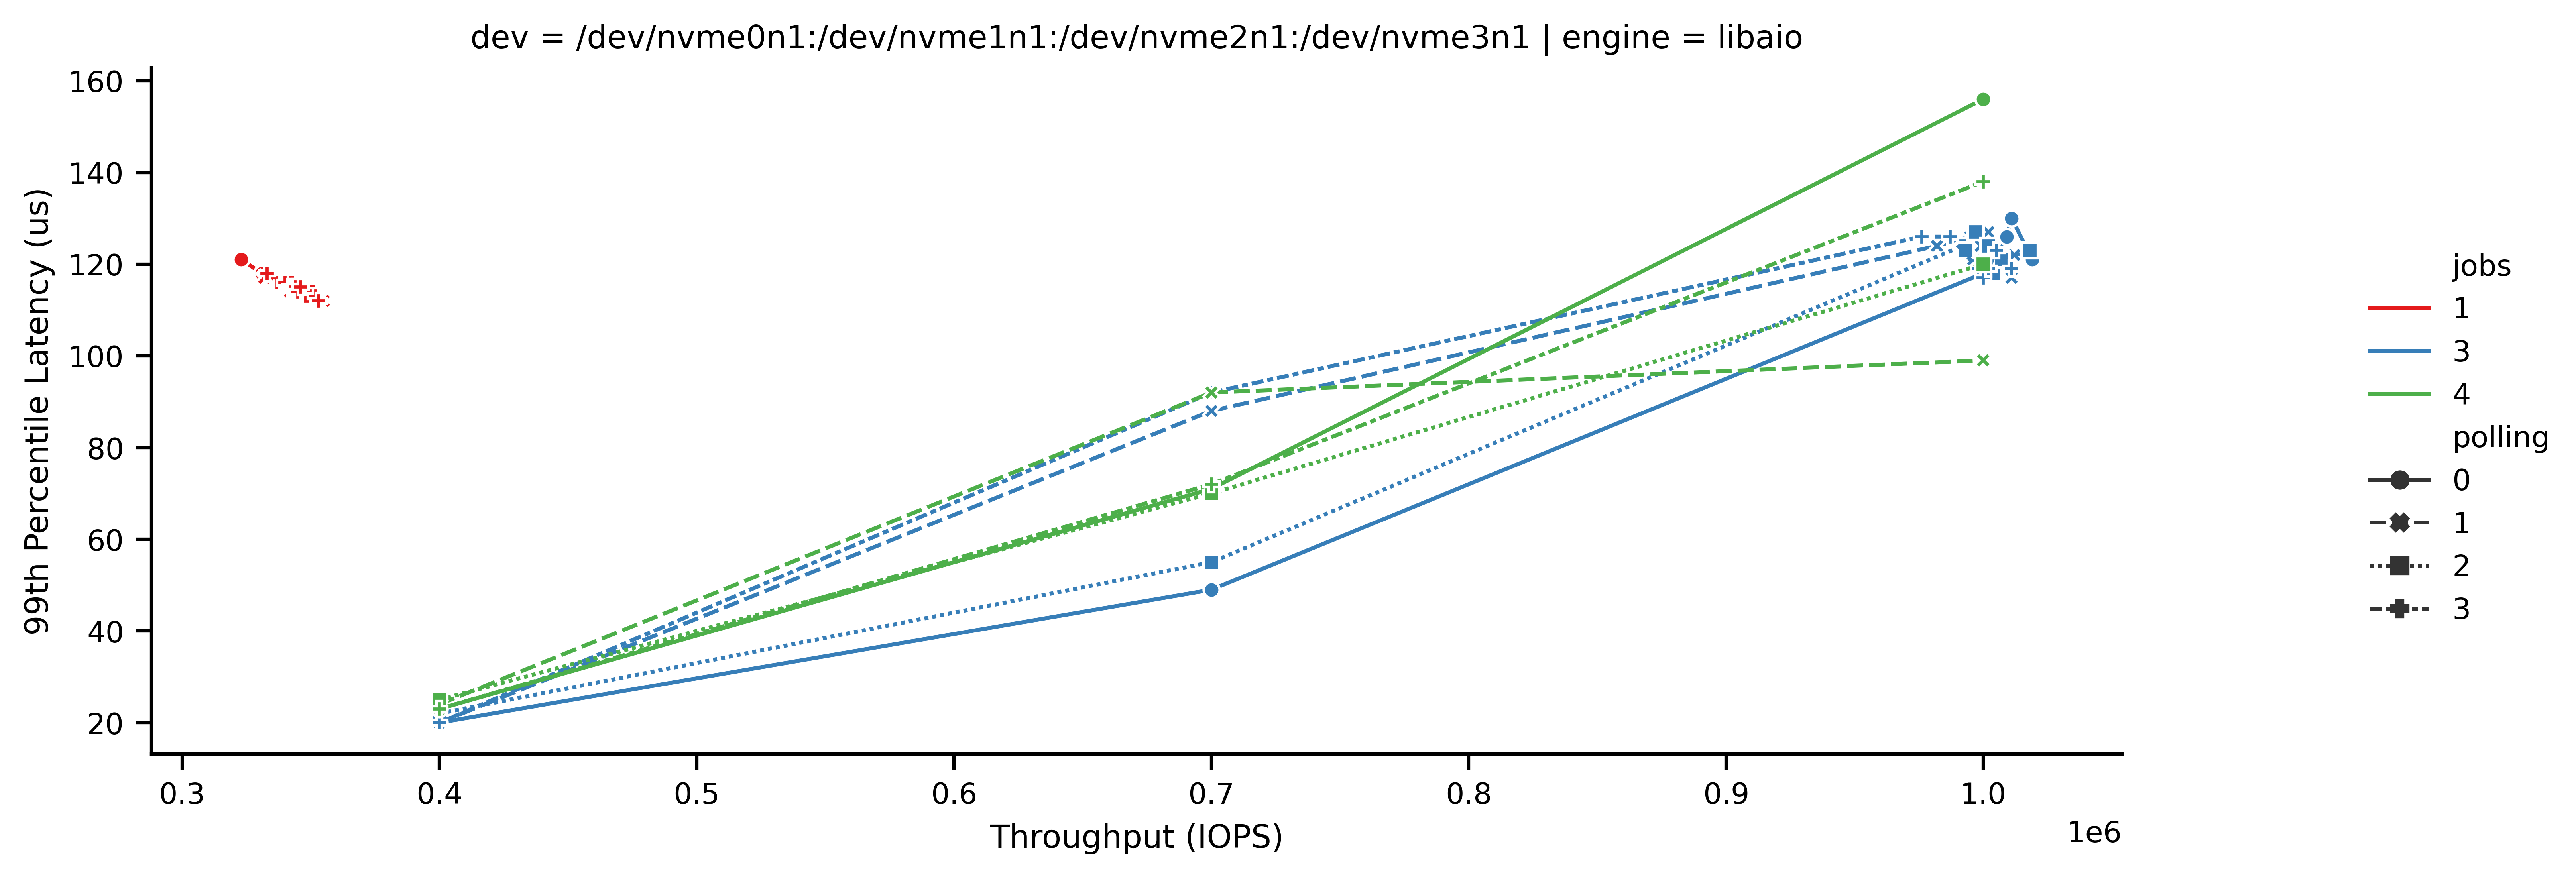 dev = /dev/nvme0n1:/dev/nvme1n1:/dev/nvme2n1:/dev/nvme3n1 | engine = libaio
99th Percentile Latency (us)
160
140
120
100
80
60
40
20
0.3 0.4 0.5 0.6 0.7 0.8 0.9 1.0
1e6
Throughput (IOPS)
jobs
1
3
4
polling
0
1
2
3